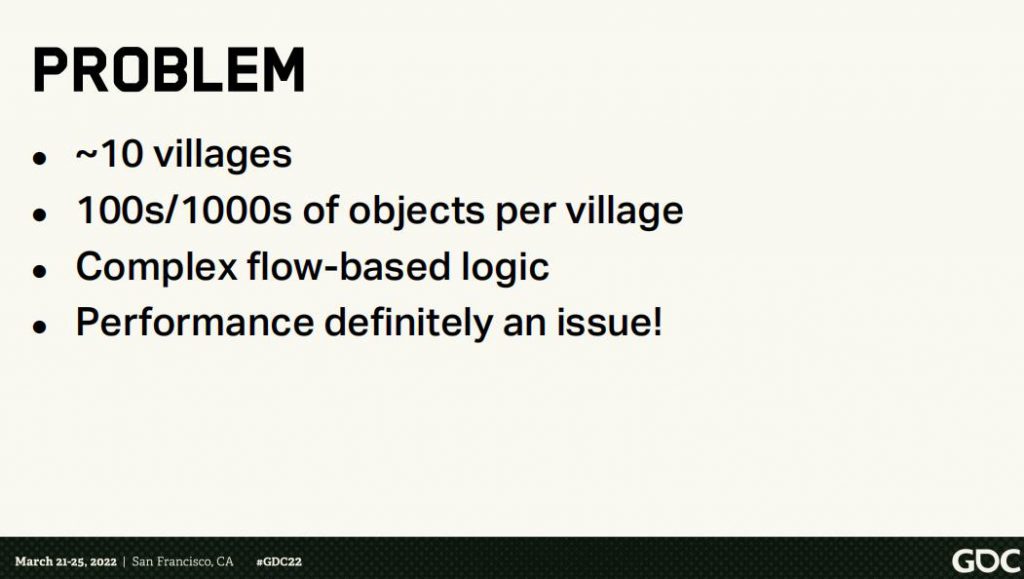 PROBLEM
• ~10 villages
• 100s/1000s of objects per village
• Complex flow-based logic
• Performance definitely an issue!
March 21-25, 2022 | San Francisco, CA #GDC22
GDC